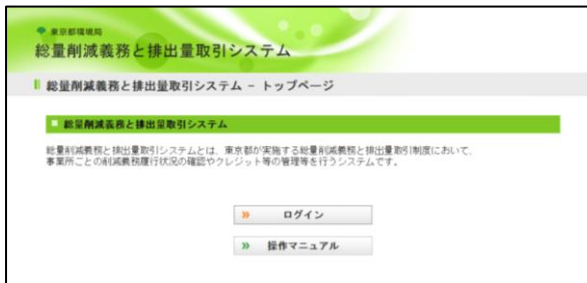 東京都環境局
総量削減義務と排出量取引システム
総量削減義務と排出量取引システム － トップページ
総量削減義務と排出量取引システム
総量削減義務と排出量取引システムとは、東京都が実施する総量削減義務と排出量取引制度において、
事業所ごとの削減義務履行状況の確認やクレジット等の管理等を行うシステムです。
ログイン
操作マニュアル